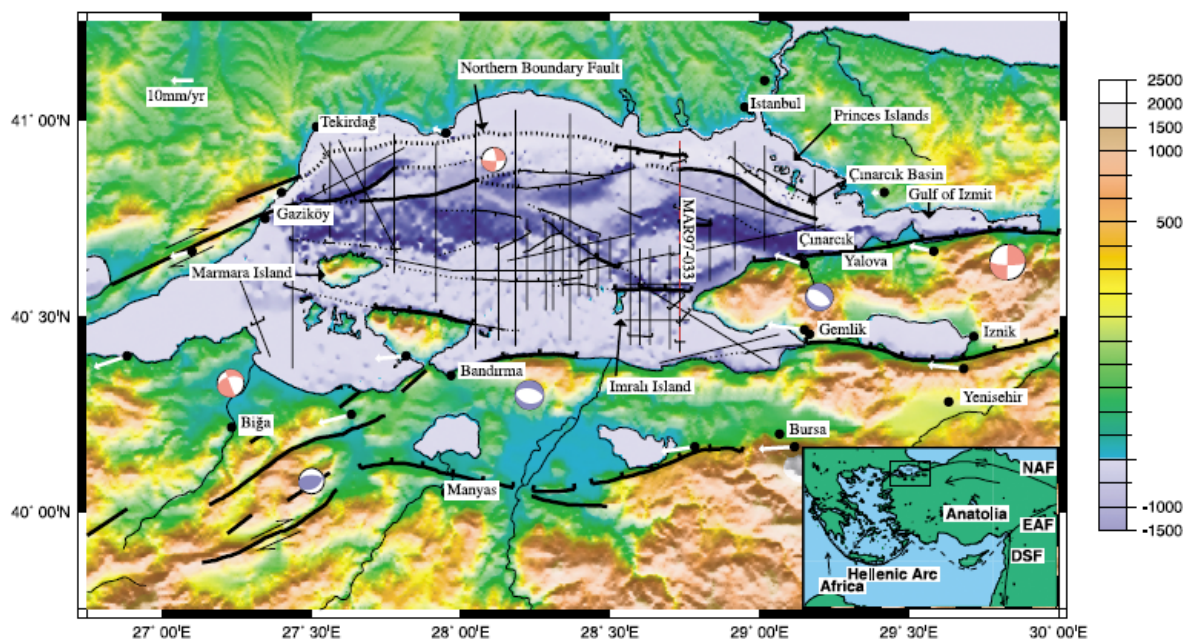 Northern Boundary Fault
10mm/yr
Istanbul
Tekirdağ
Princes Islands
Çınarcık Basin
Gulf of Izmit
Gaziköy
MAR97-033
Çınarcık
Yalova
Marmara Island
Gemlik
Iznik
Bandırma
Imralı Island
Yenisehir
Biğa
Bursa
Manyas
NAF
Anatolia
EAF
DSF
Hellenic Arc
Africa
41° 00'N
40° 30'N
40° 00'N
27° 00'E
27° 30'E
28° 00'E
28° 30'E
29° 00'E
29° 30'E
30° 00'E
2500
2000
1500
1000
500
-1000
-1500